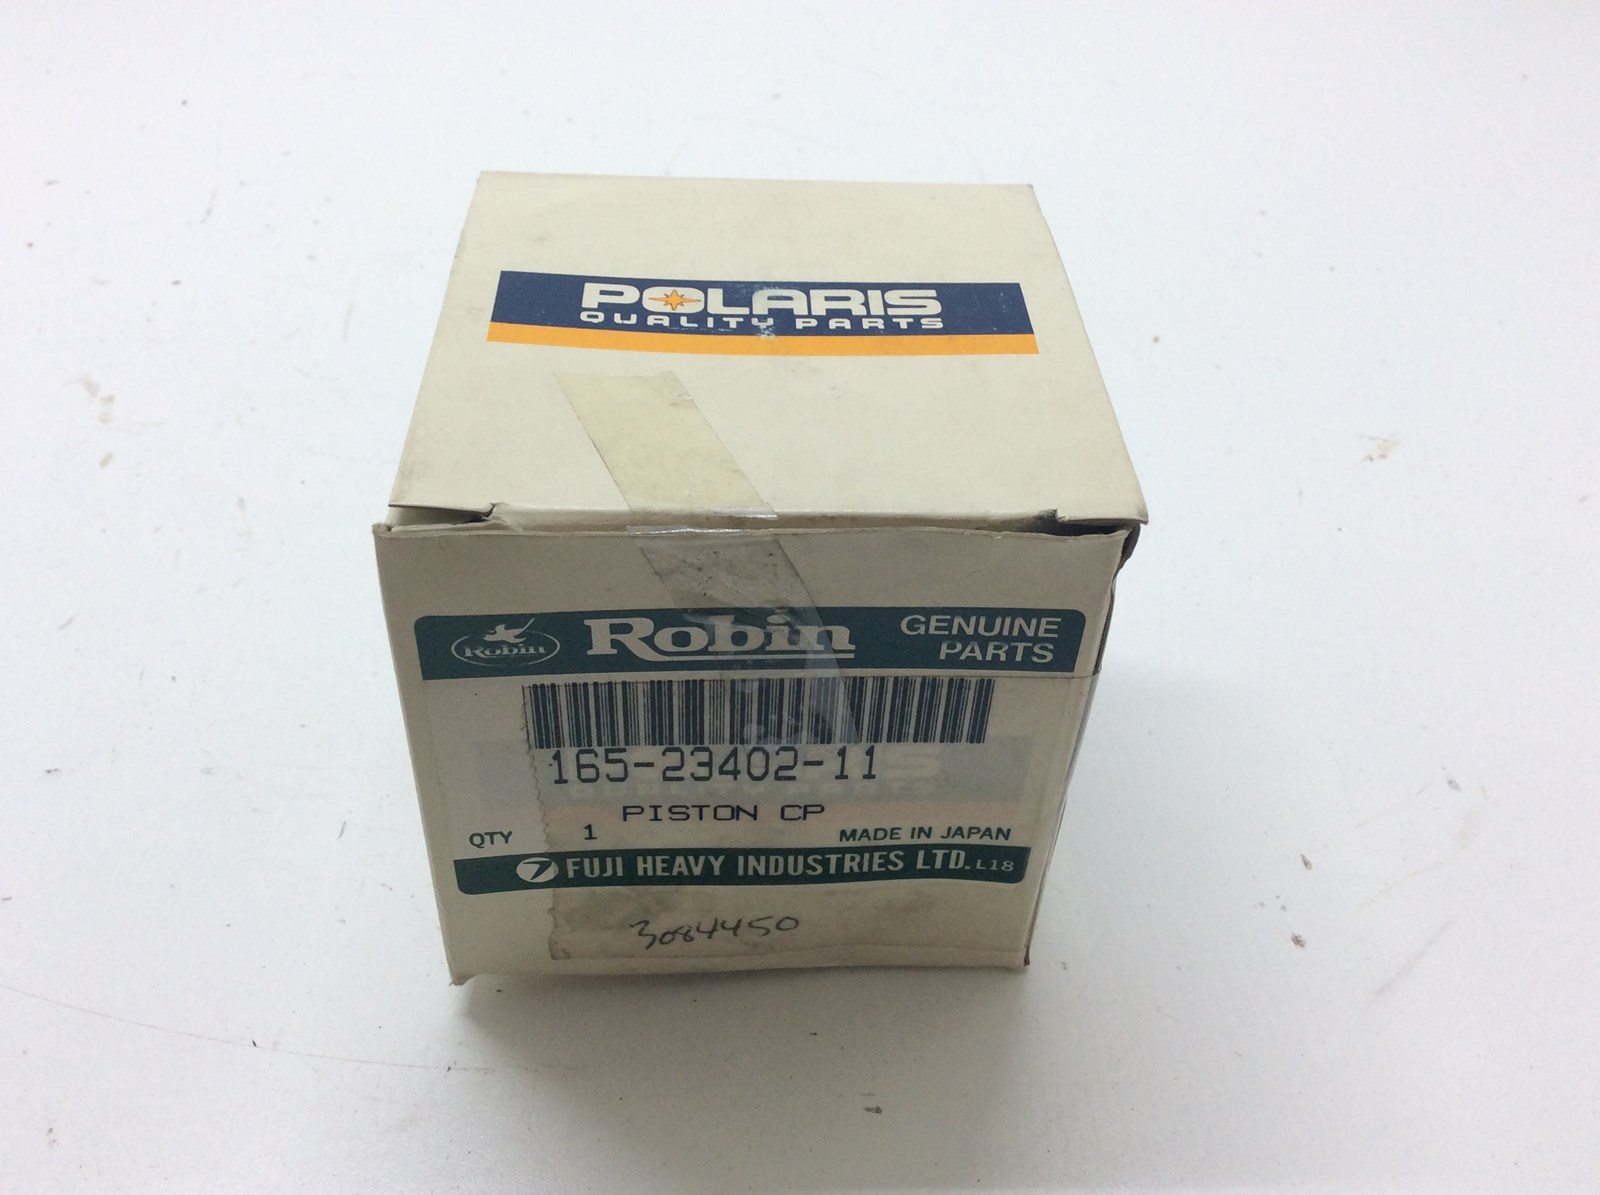 POLARIS
QUALITY PARTS
Robin Robin GENUINE PARTS
165-23402-11
PISTON CP
QTY 1 MADE IN JAPAN
FUJI HEAVY INDUSTRIES LTD. L18
3084450